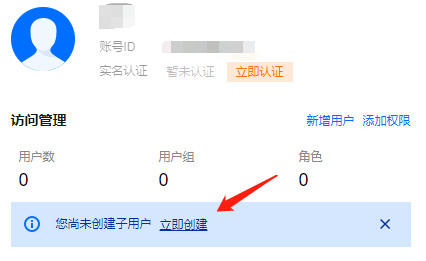 账号ID
实名认证 暂未认证 立即认证
访问管理 新增用户 添加权限
用户数 用户组 角色
0 0 0
您尚未创建子用户 立即创建